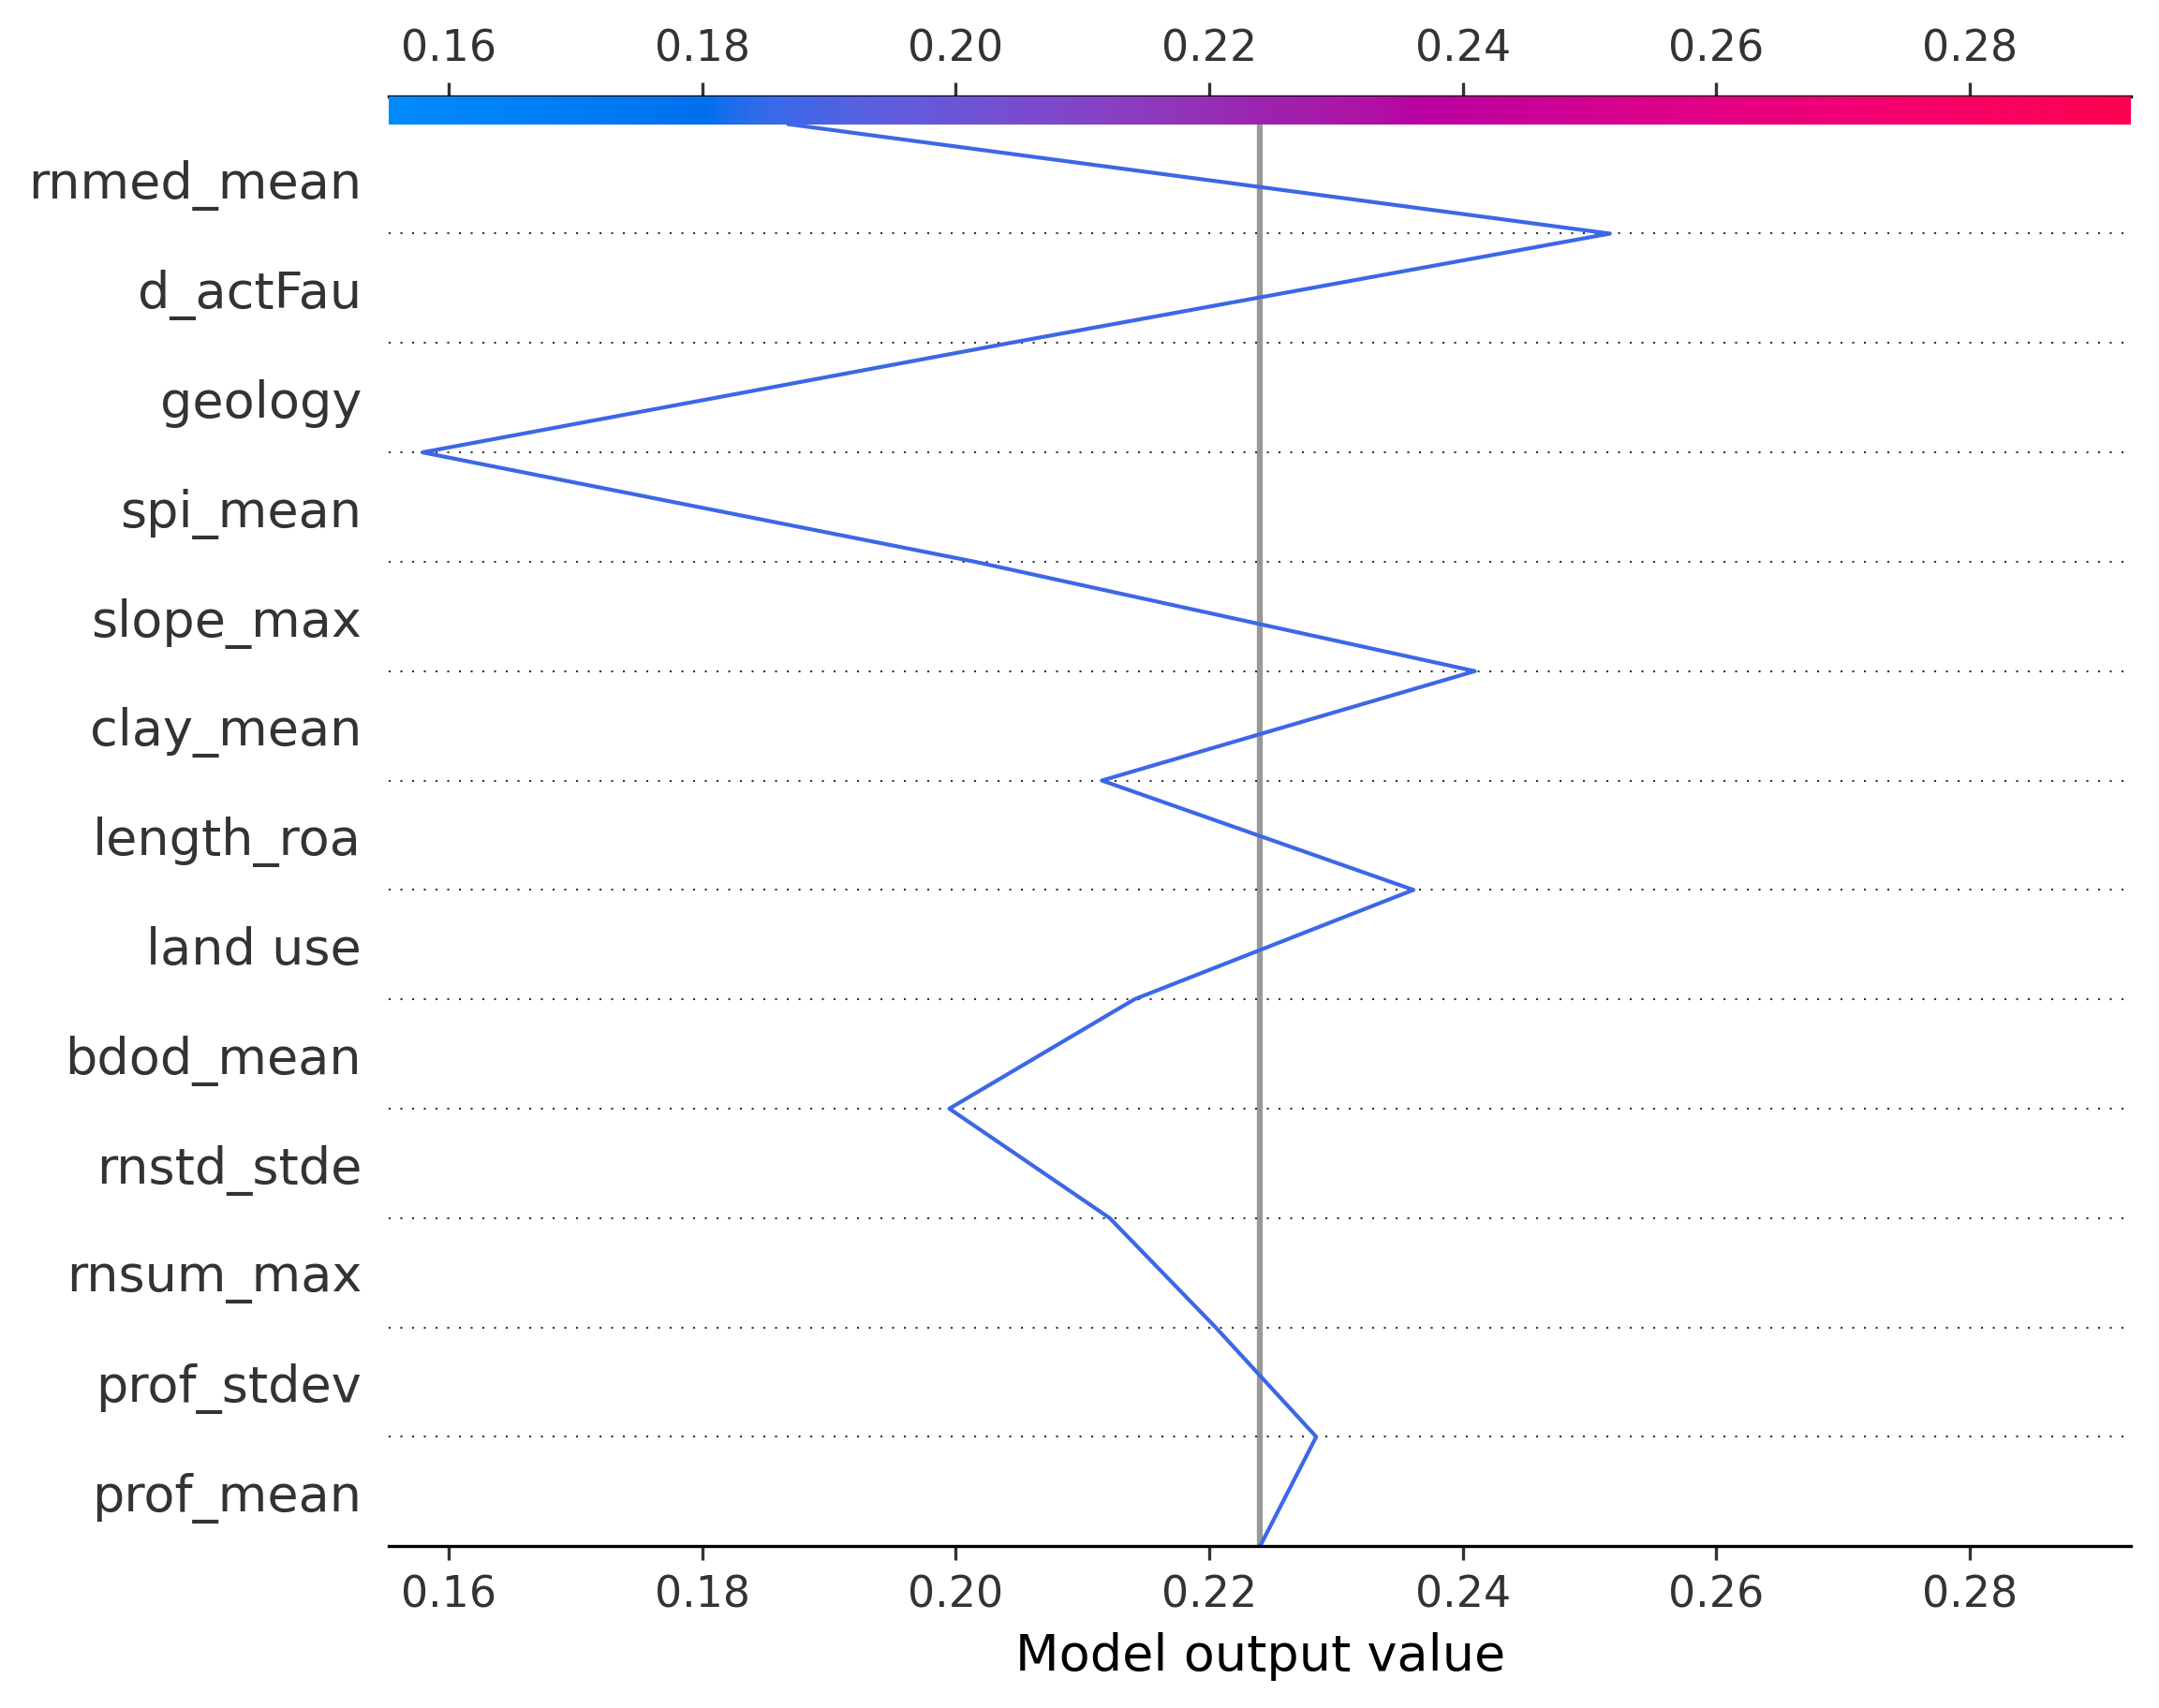 0.16 0.18 0.20 0.22 0.24 0.26 0.28
rnmed_mean
d_actFau
geology
spi_mean
slope_max
clay_mean
length_roa
land use
bdod_mean
rnstd_stde
rnsum_max
prof_stdev
prof_mean
0.16 0.18 0.20 0.22 0.24 0.26 0.28
Model output value